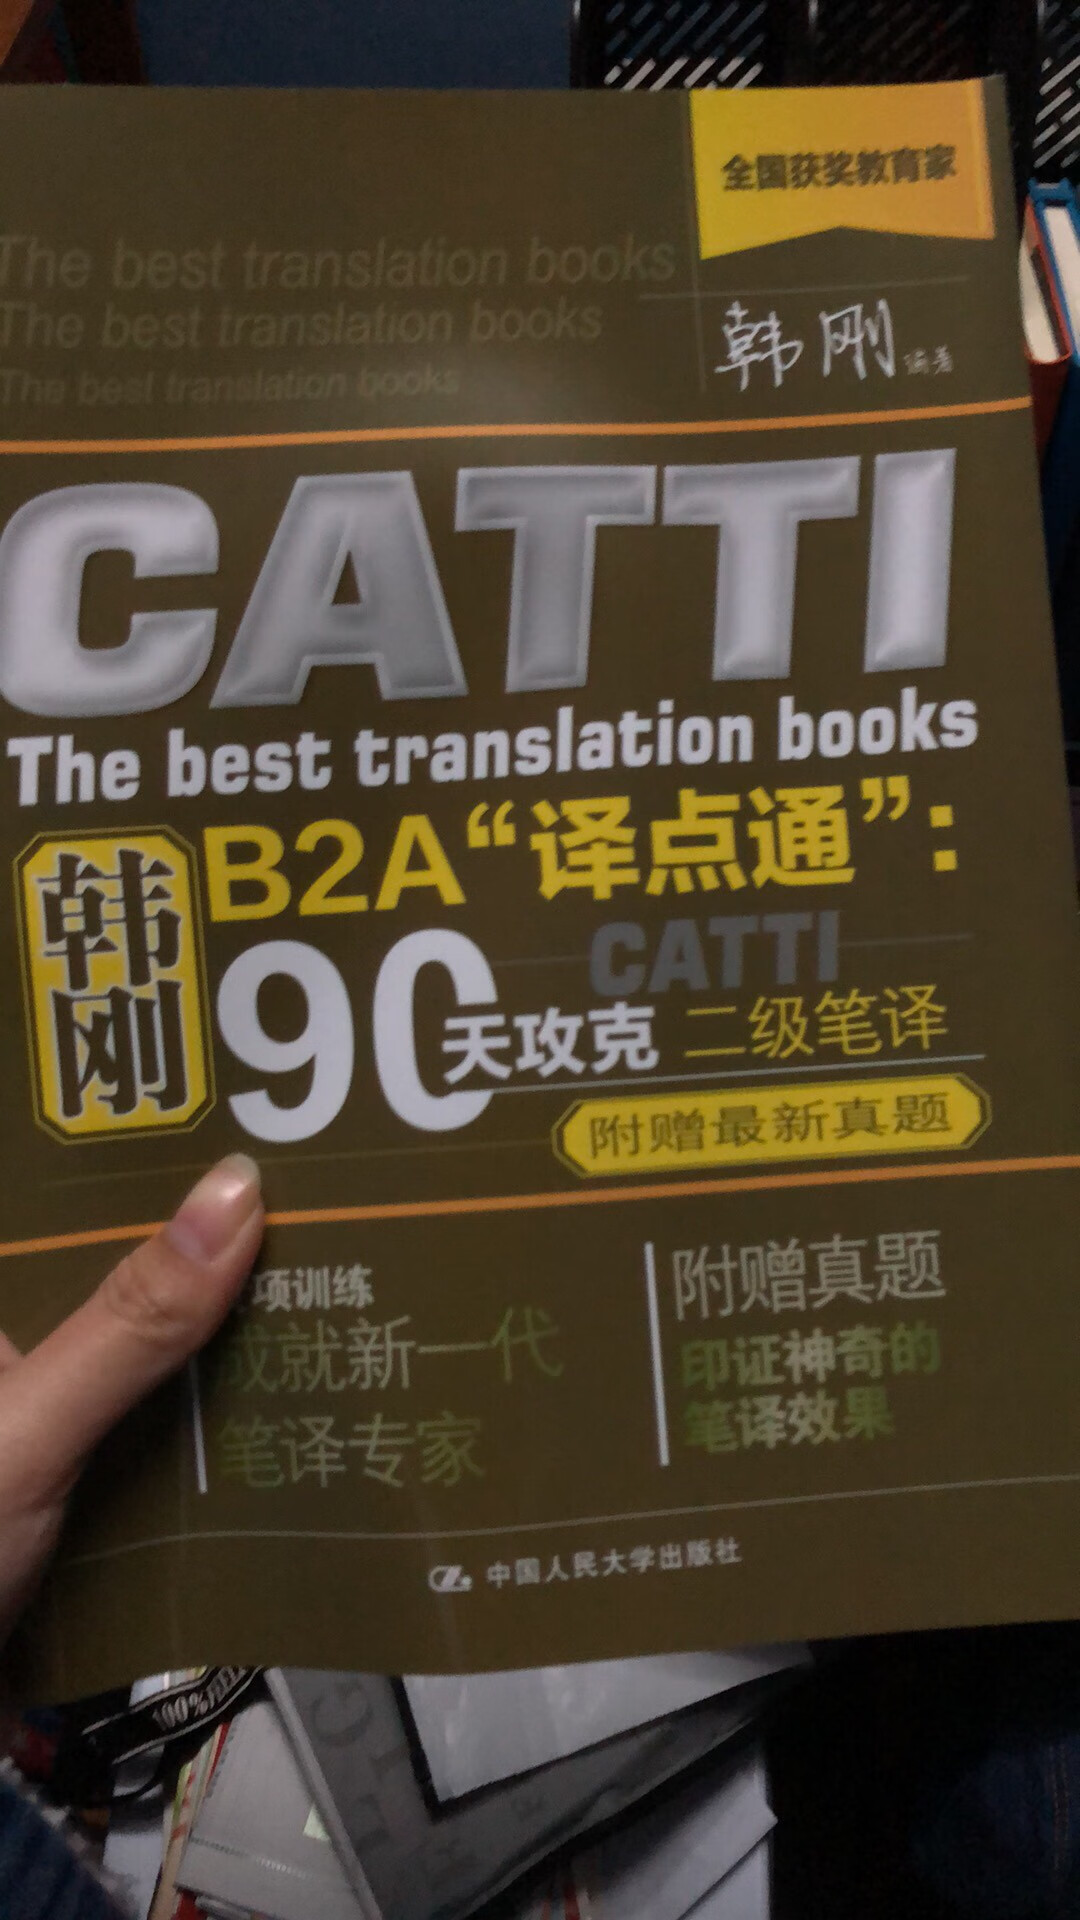 全国获奖教育家
The best translation books
The best translation books
The best translation books
韩刚 编著
CATTI
The best translation books
韩刚
B2A“译点通”:
CATTI
90天攻克 二级笔译
附赠最新真题
项训练
成就新一代
笔译专家
附赠真题
印证神奇的
笔译效果
中国人民大学出版社
100%